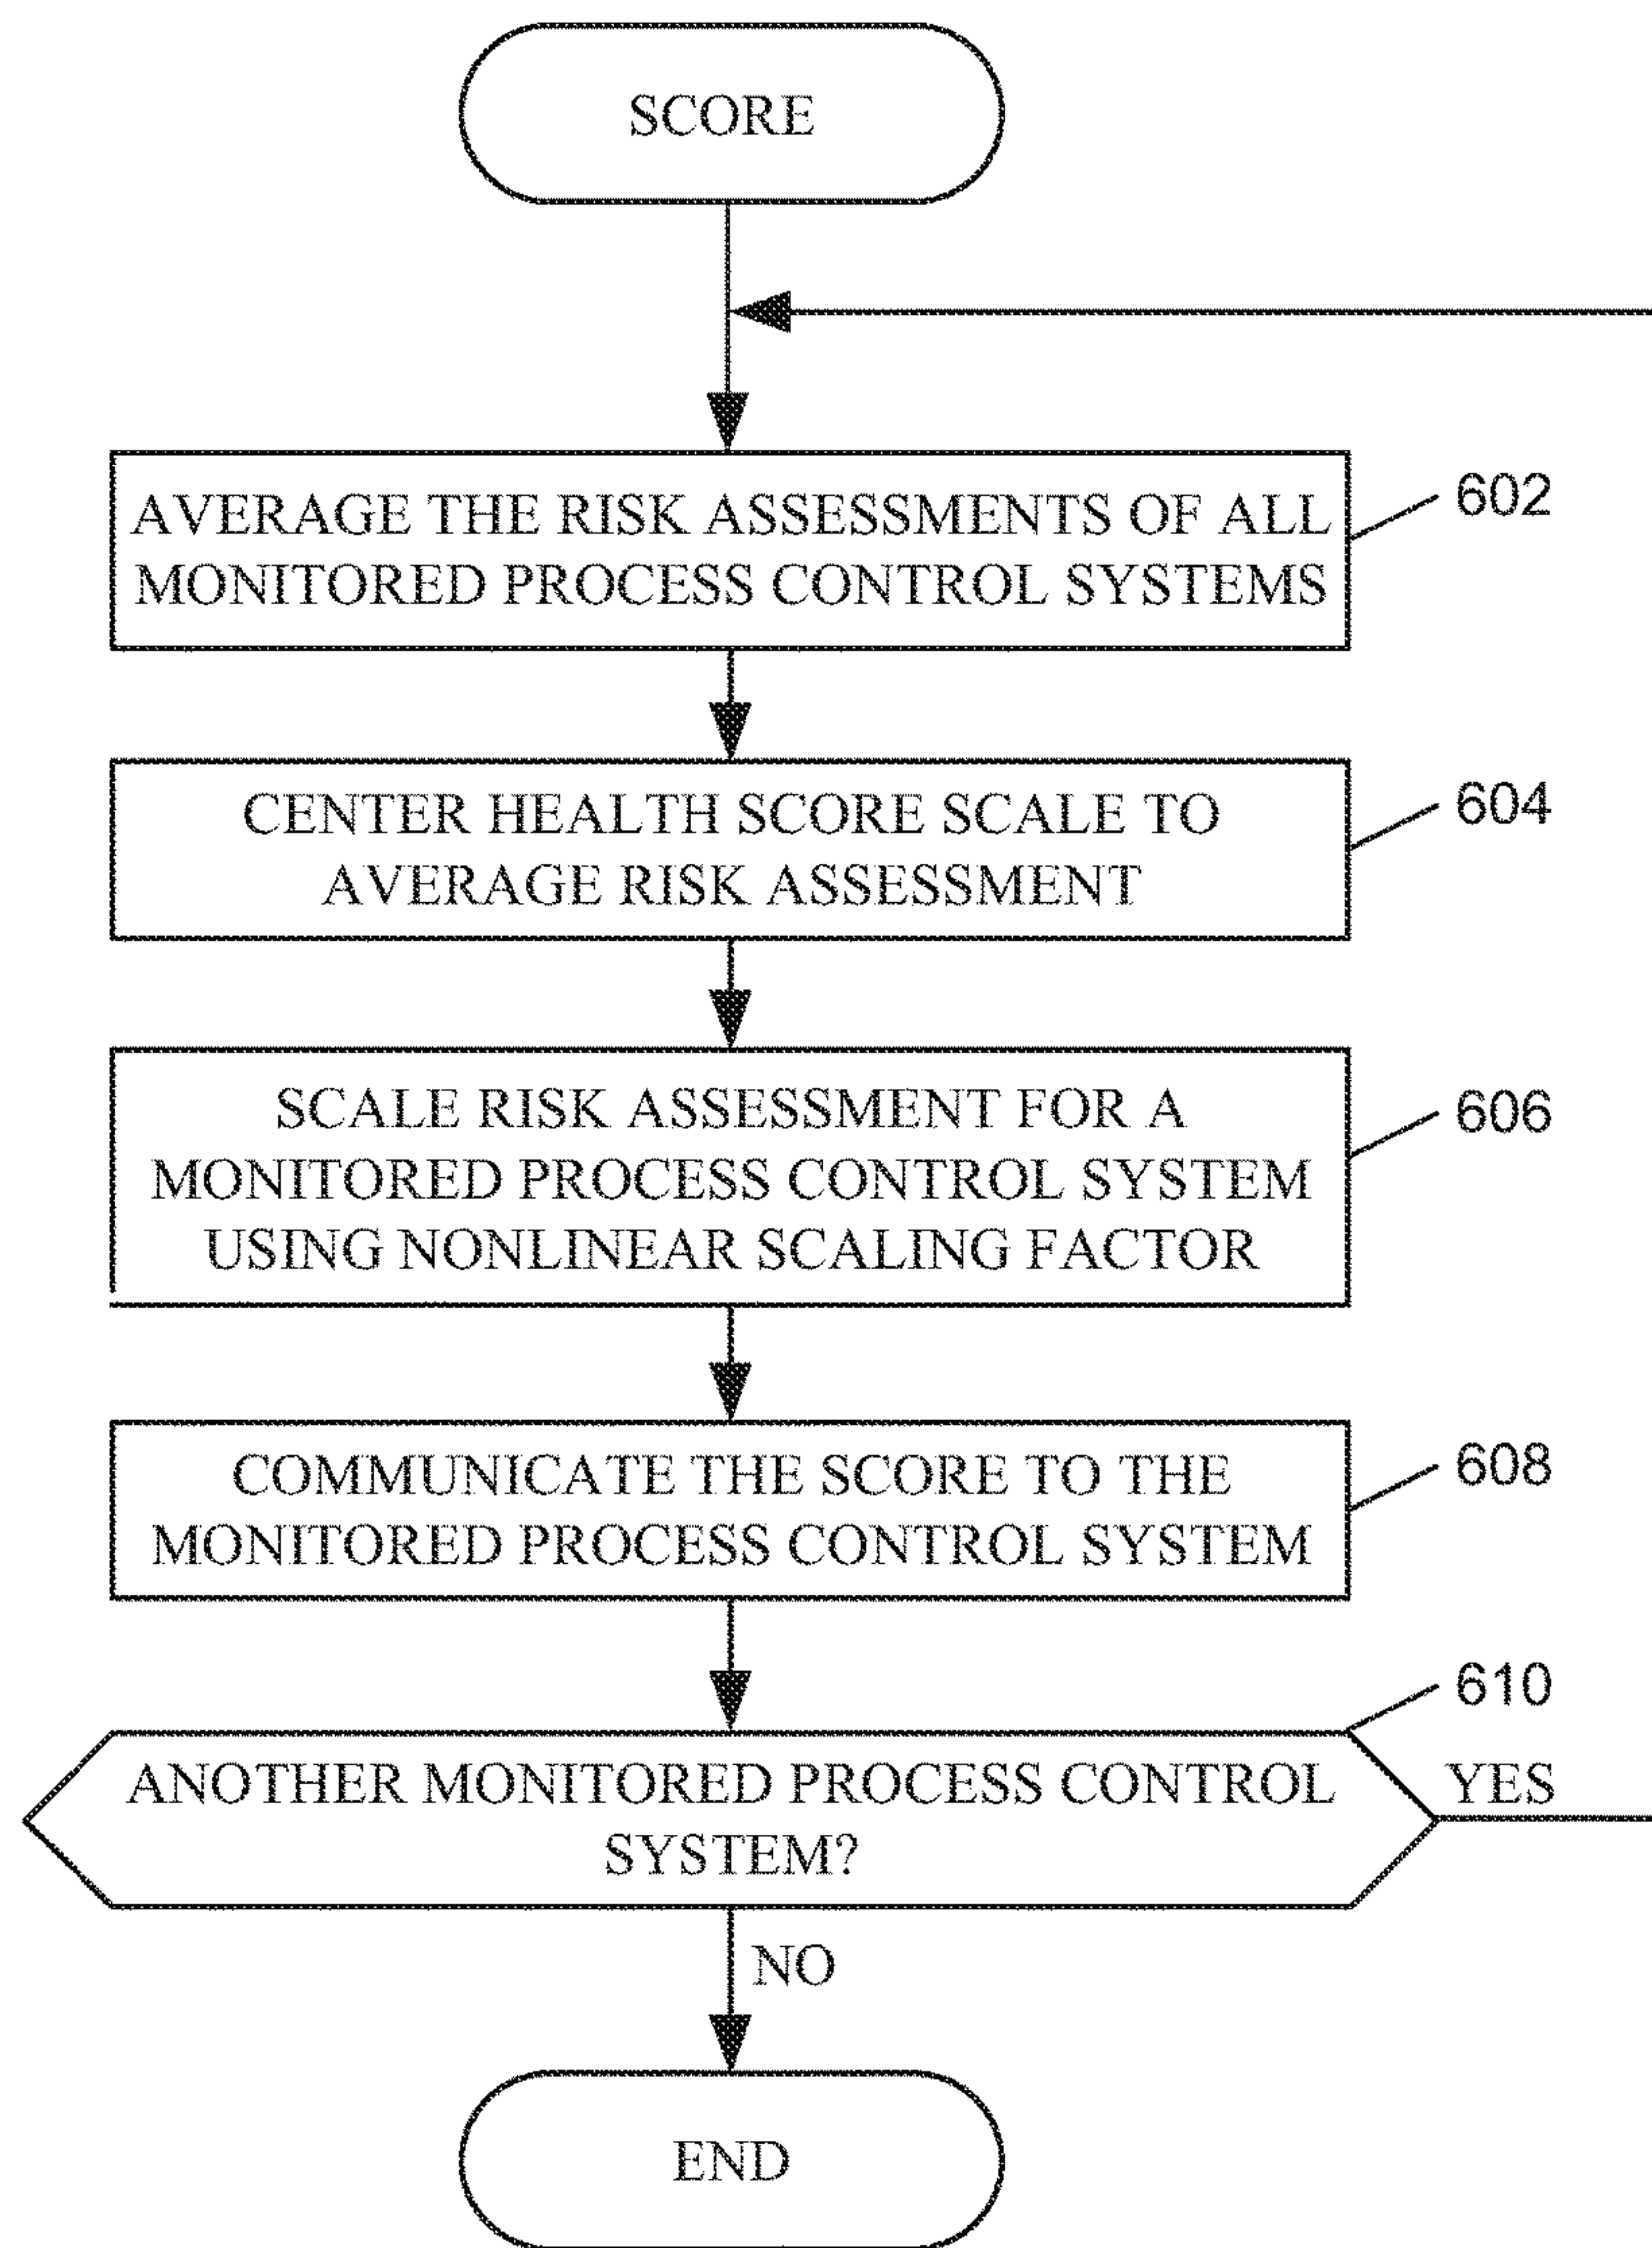 SCORE
AVERAGE THE RISK ASSESSMENTS OF ALL
MONITORED PROCESS CONTROL SYSTEMS
602
CENTER HEALTH SCORE SCALE TO
AVERAGE RISK ASSESSMENT
604
SCALE RISK ASSESSMENT FOR A
MONITORED PROCESS CONTROL SYSTEM
USING NONLINEAR SCALING FACTOR
606
COMMUNICATE THE SCORE TO THE
MONITORED PROCESS CONTROL SYSTEM
608
610
ANOTHER MONITORED PROCESS CONTROL
SYSTEM?
YES
NO
END